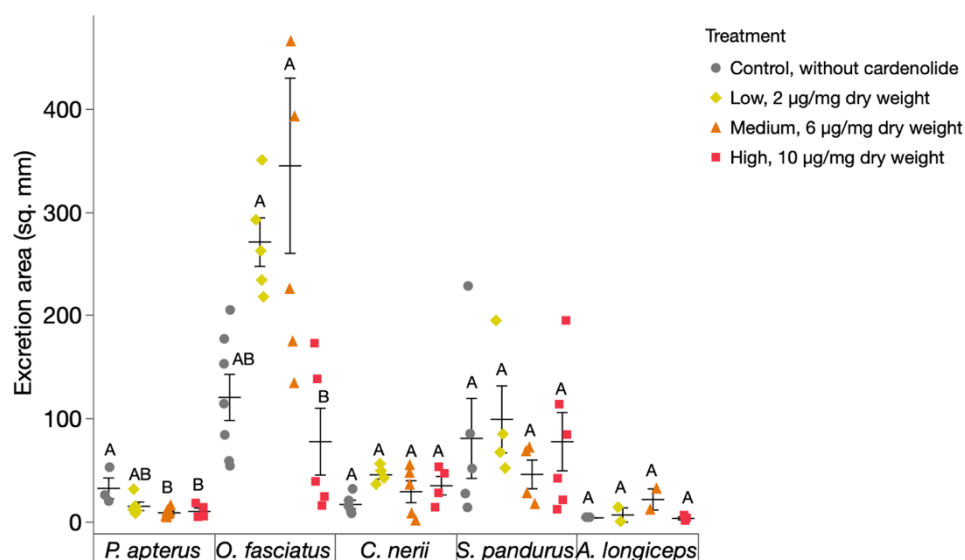 Treatment
Control, without cardenolide
Low, 2 µg/mg dry weight
Medium, 6 µg/mg dry weight
High, 10 µg/mg dry weight
Excretion area (sq. mm)
400
300
200
100
0
A
AB
B
B
AB
A
A
B
A
A
A
A
A
A
A
A
A
A
A
A
P. apterus
O. fasciatus
C. nerii
S. pandurus
A. longiceps